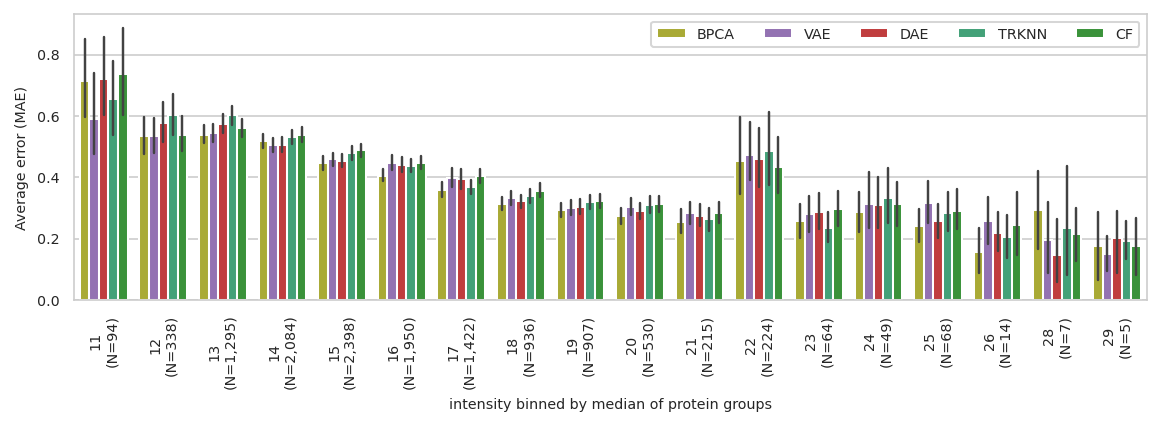 BPCA VAE DAE TRKNN CF
Average error (MAE)
0.8
0.6
0.4
0.2
0.0
11
(N=94)
12
(N=338)
13
(N=1,295)
14
(N=2,084)
15
(N=2,398)
16
(N=1,950)
17
(N=1,422)
18
(N=936)
19
(N=907)
20
(N=530)
21
(N=215)
22
(N=224)
23
(N=64)
24
(N=49)
25
(N=68)
26
(N=14)
28
(N=7)
29
(N=5)
intensity binned by median of protein groups